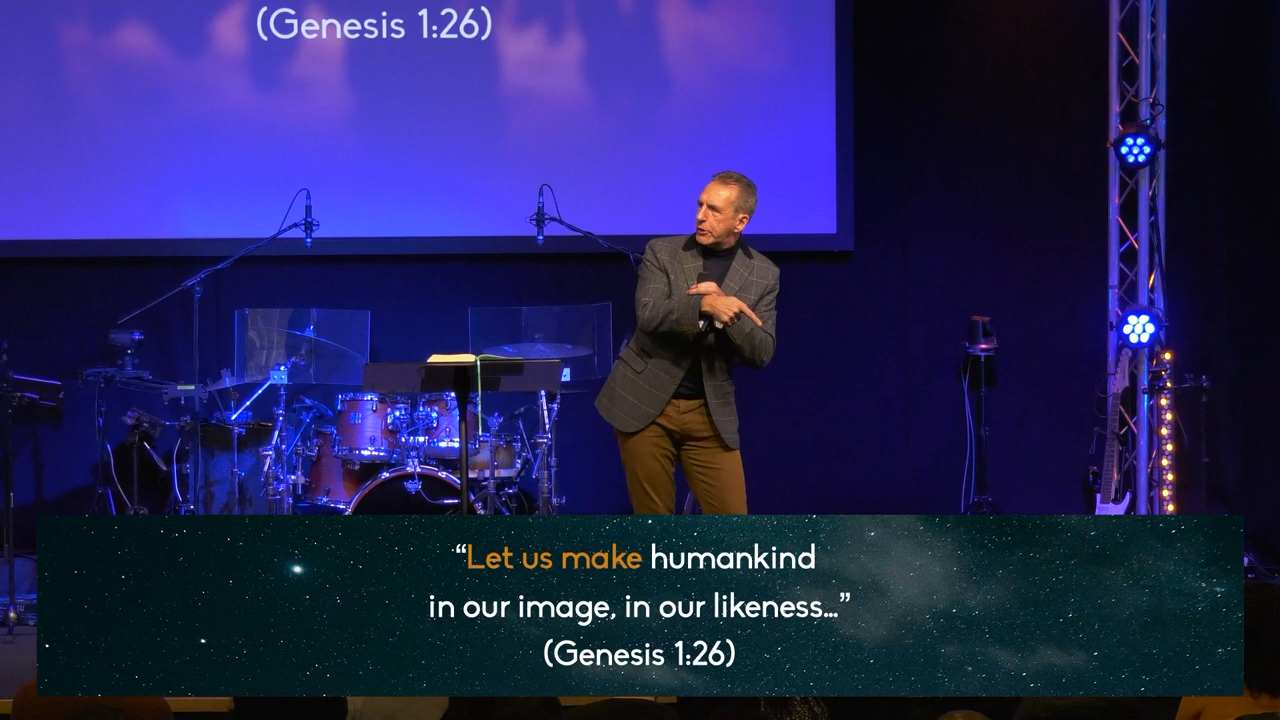 (Genesis 1:26)
“Let us make humankind
in our image, in our likeness...”
(Genesis 1:26)